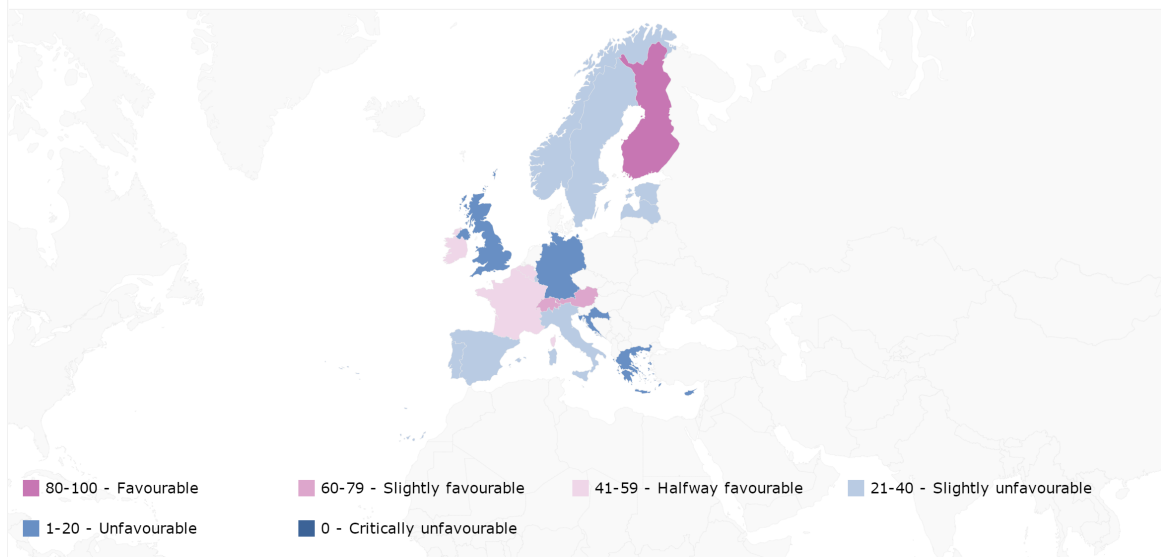 80-100 - Favourable
60-79 - Slightly favourable
41-59 - Halfway favourable
21-40 - Slightly unfavourable
1-20 - Unfavourable
0 - Critically unfavourable